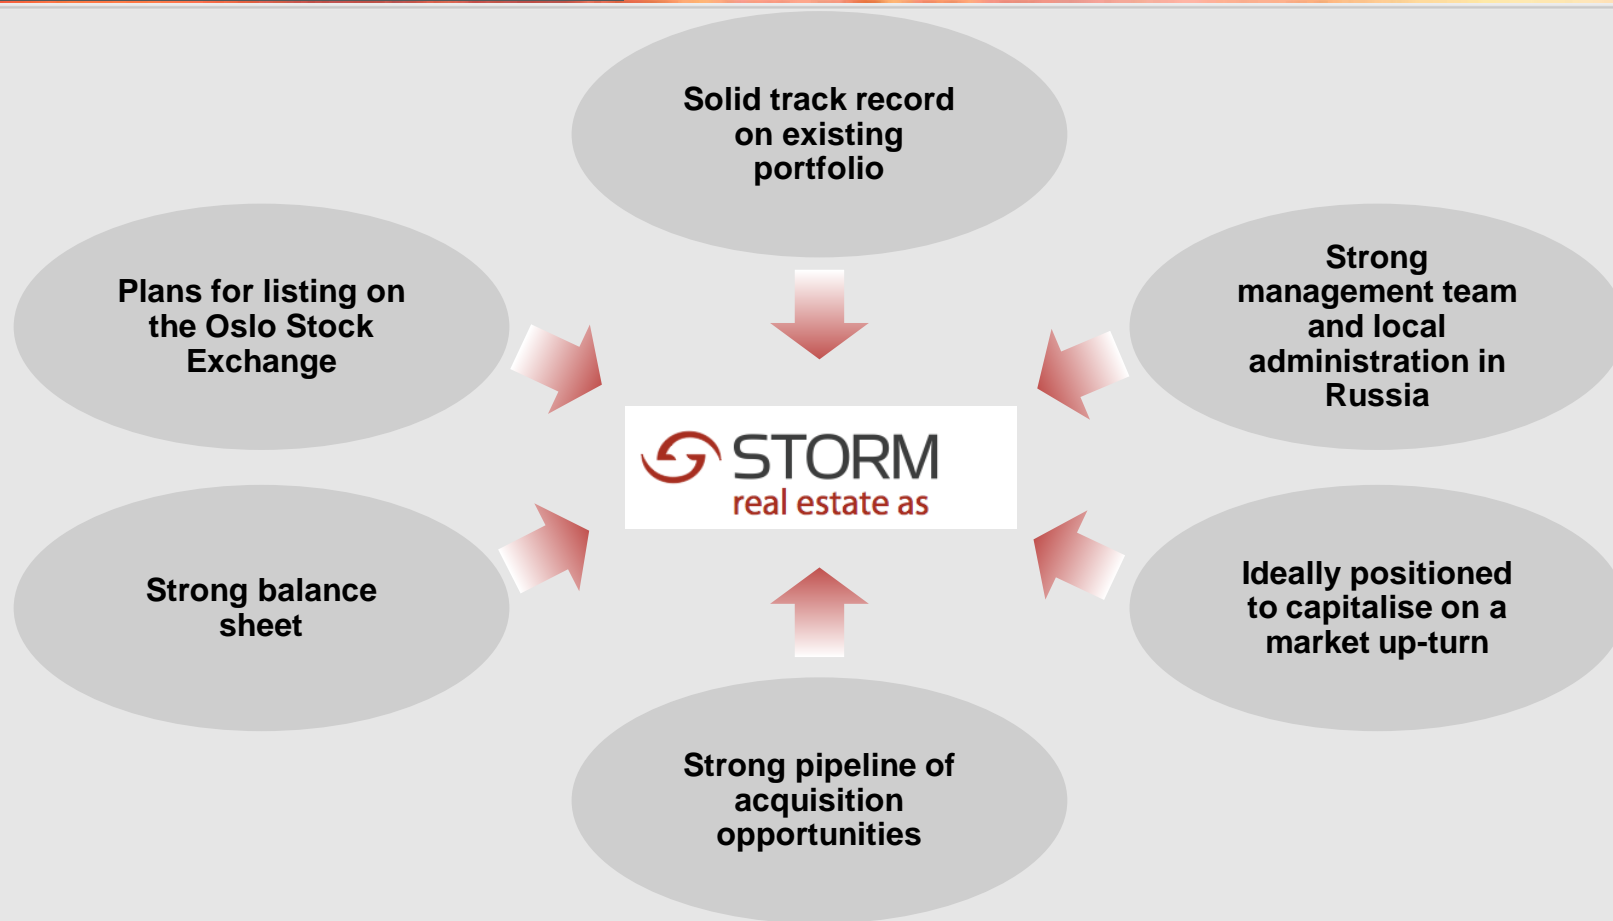 Solid track record
on existing
portfolio
Plans for listing on
the Oslo Stock
Exchange
Strong
management team
and local
administration in
Russia
STORM
real estate as
Strong balance
sheet
Ideally positioned
to capitalise on a
market up-turn
Strong pipeline of
acquisition
opportunities